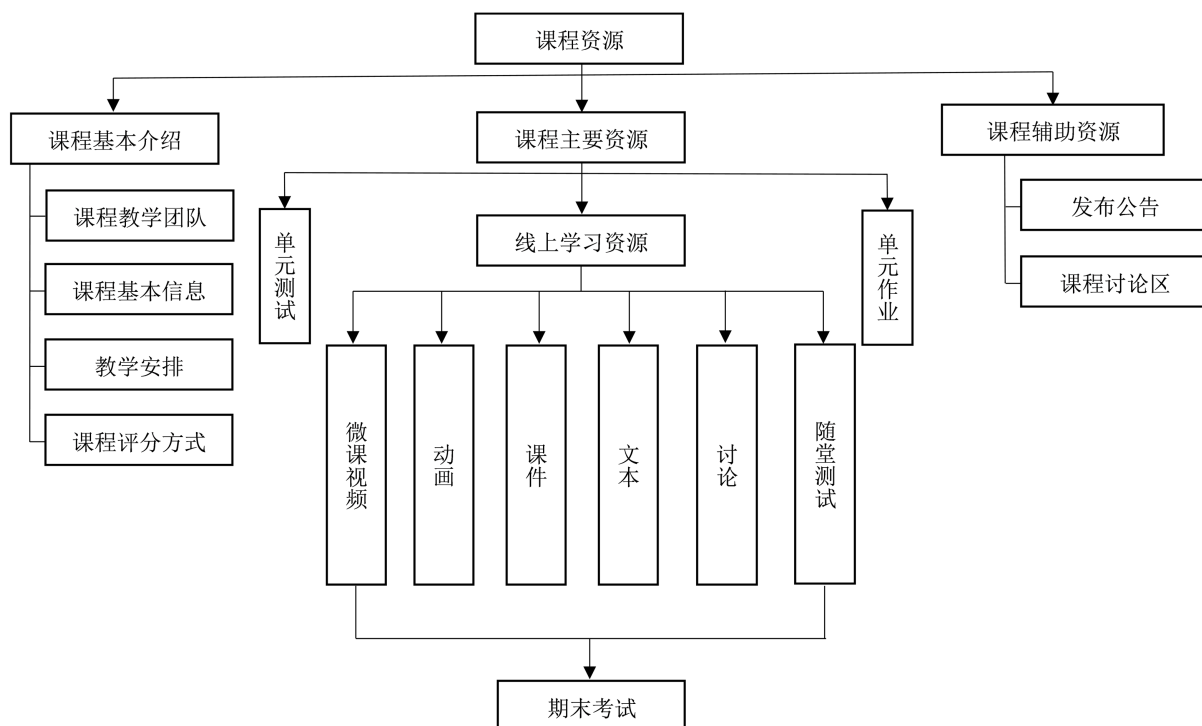 课程资源
课程基本介绍
课程主要资源
课程辅助资源
课程教学团队
课程基本信息
教学安排
课程评分方式
单元测试
线上学习资源
单元作业
发布公告
课程讨论区
微课视频
动画
课件
文本
讨论
随堂测试
期末考试